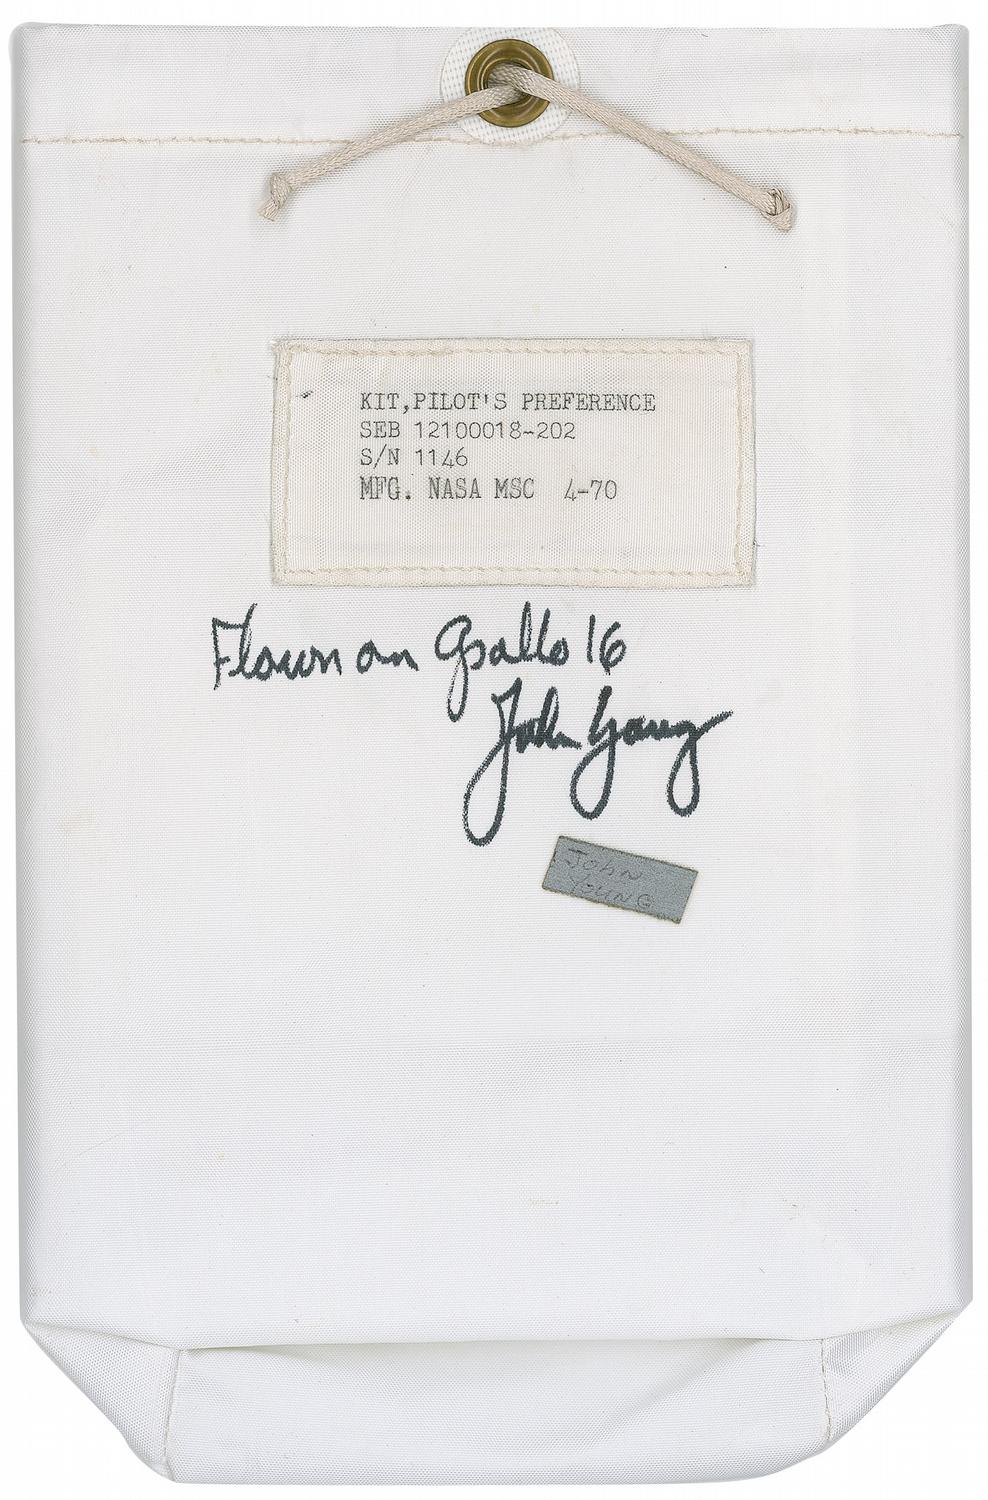 KIT,PILOT'S PREFERENCE
SEB 12100018-202
S/N 1146
MFG. NASA MSC 4-70
Flown on Apollo 16
John Young
John
YOUNG